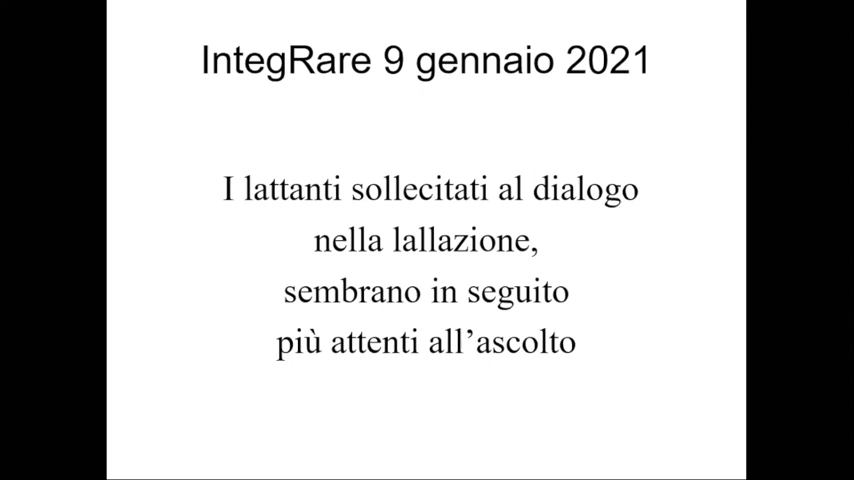 IntegRare 9 gennaio 2021
I lattanti sollecitati al dialogo
nella lallazione,
sembrano in seguito
più attenti all’ascolto